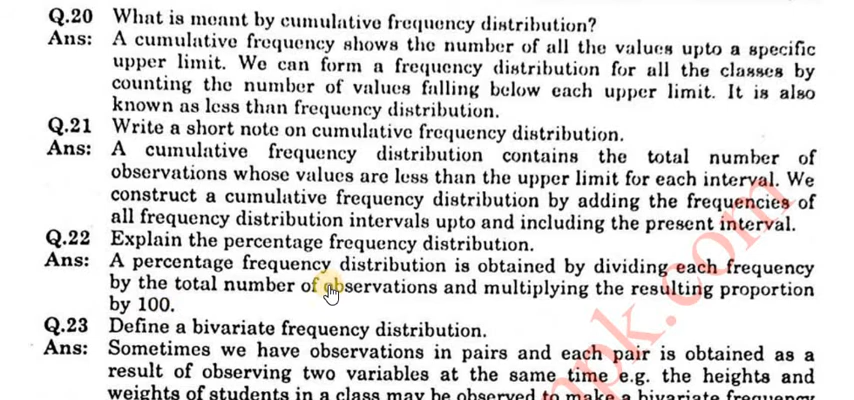 Q.20 What is meant by cumulative frequency distribution?
Ans: A cumulative frequency shows the number of all the values upto a specific
upper limit. We can form a frequency distribution for all the classes by
counting the number of values falling below each upper limit. It is also
known as less than frequency distribution.
Q.21 Write a short note on cumulative frequency distribution.
Ans: A cumulative frequency distribution contains the total number of
observations whose values are less than the upper limit for each interval. We
construct a cumulative frequency distribution by adding the frequencies of
all frequency distribution intervals upto and including the present interval.
Q.22 Explain the percentage frequency distribution.
Ans: A percentage frequency distribution is obtained by dividing each frequency
by the total number of observations and multiplying the resulting proportion
by 100.
Q.23 Define a bivariate frequency distribution.
Ans: Sometimes we have observations in pairs and each pair is obtained as a
result of observing two variables at the same time e.g. the heights and
weights of students in a class may be observed to make a bivariate frequency
npk.com